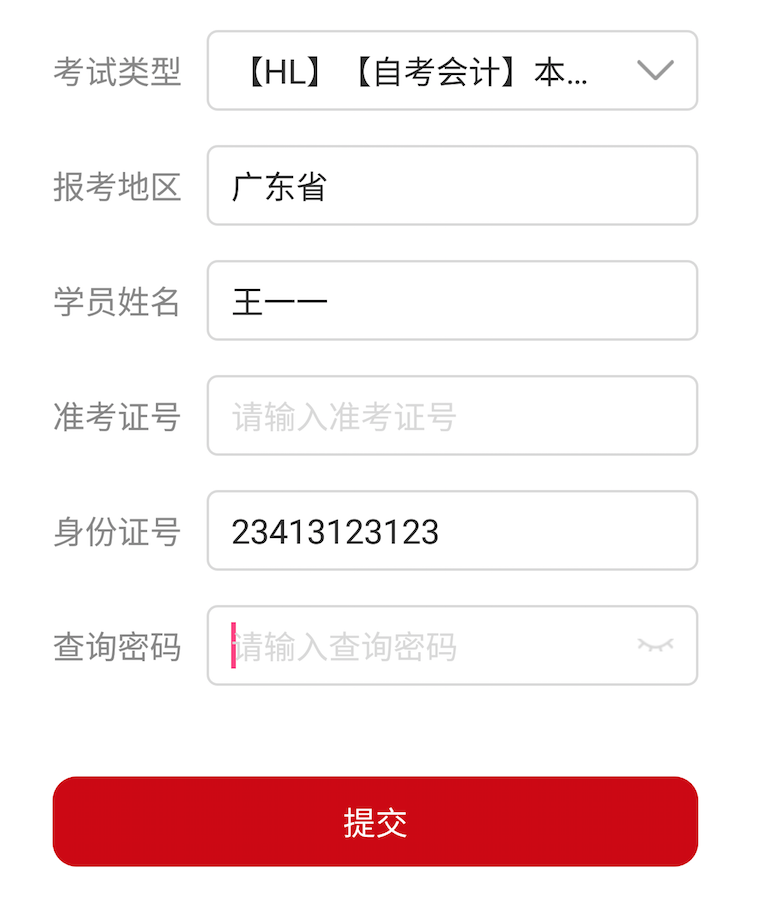 考试类型 【HL】【自考会计】本...
报考地区 广东省
学员姓名 王一一
准考证号 请输入准考证号
身份证号 23413123123
查询密码 请输入查询密码
提交